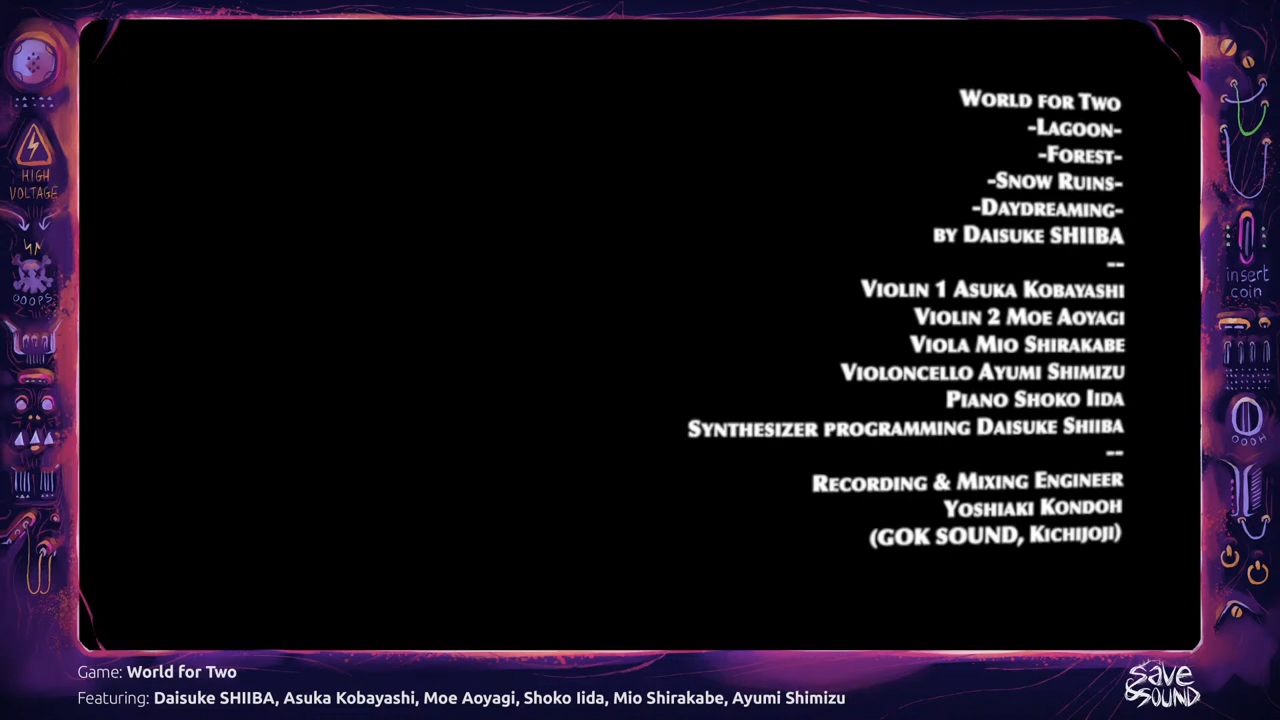 World for Two
-Lagoon-
-Forest-
-Snow Ruins-
-Daydreaming-
by Daisuke SHIIBA
--
Violin 1 Asuka Kobayashi
Violin 2 Moe Aoyagi
Viola Mio Shirakabe
Violoncello Ayumi Shimizu
Piano Shoko Iida
Synthesizer programming Daisuke Shiiba
--
Recording & Mixing Engineer
Yoshiaki Kondoh
(GOK SOUND, Kichijoji)
HIGH
VOLTAGE
OOOPS
insert
coin
OOOH
Game: World for Two
Featuring: Daisuke SHIIBA, Asuka Kobayashi, Moe Aoyagi, Shoko Iida, Mio Shirakabe, Ayumi Shimizu
Save
& SOUND